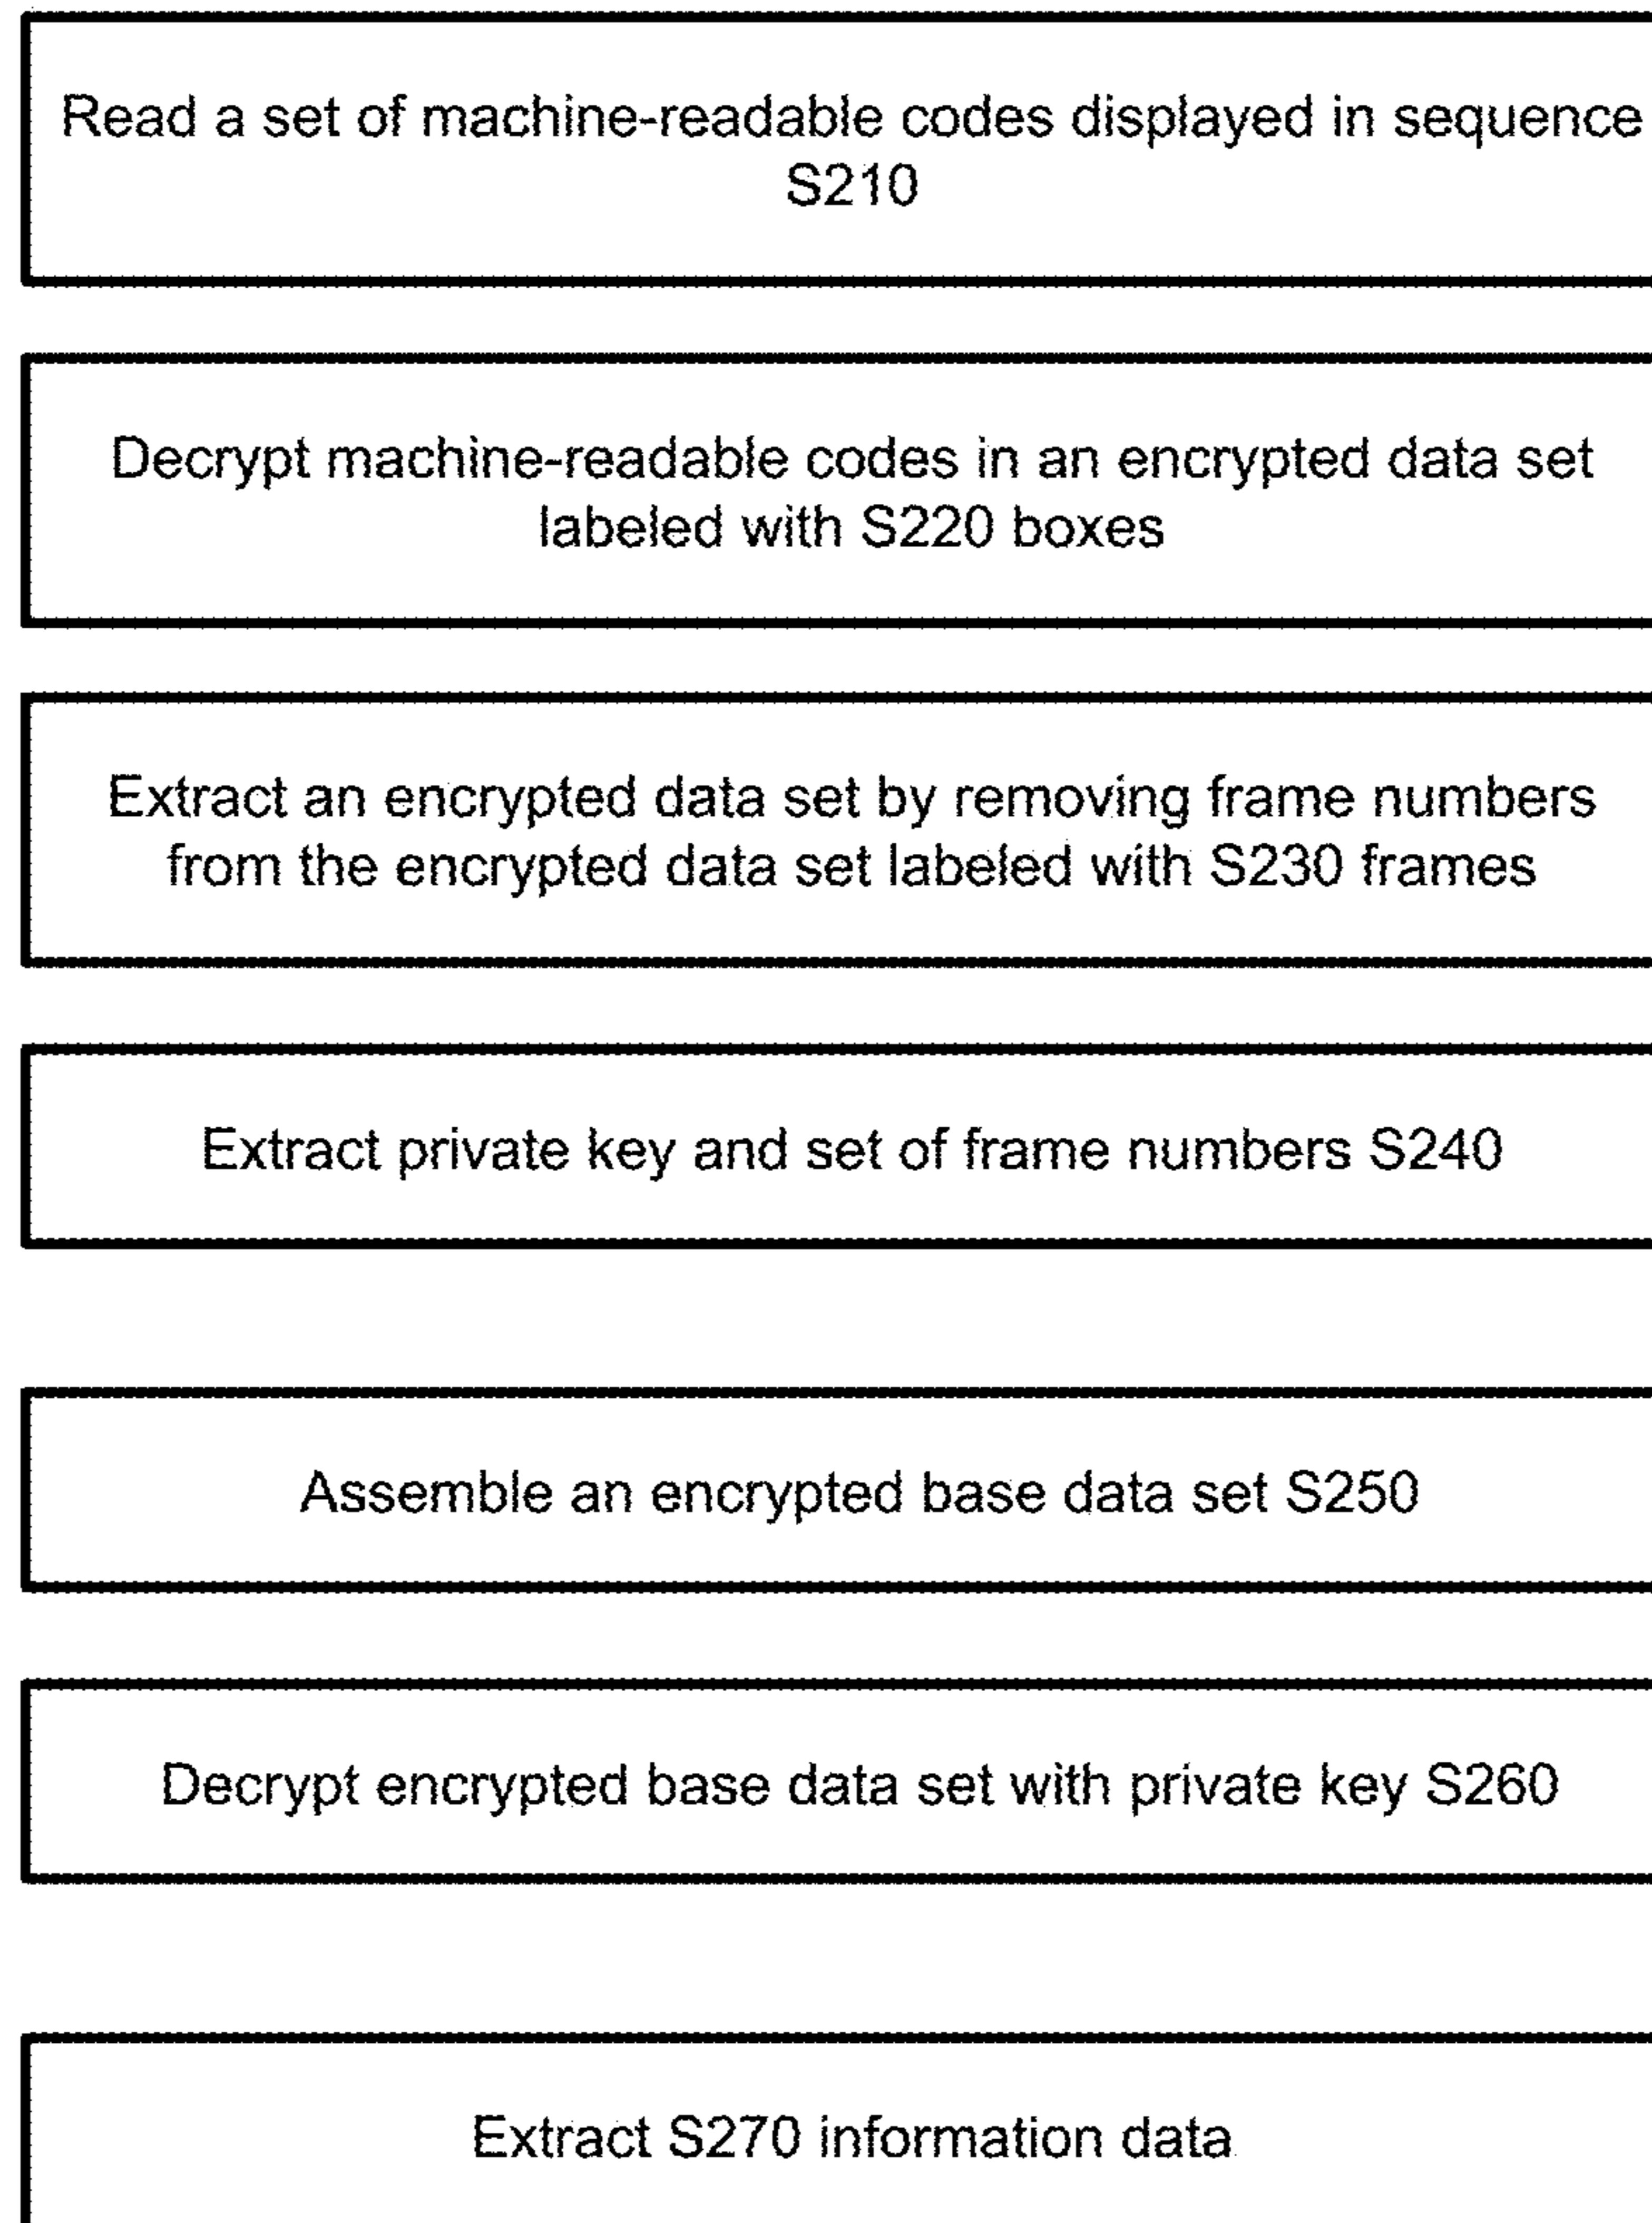 Read a set of machine-readable codes displayed in sequence
S210
Decrypt machine-readable codes in an encrypted data set
labeled with S220 boxes
Extract an encrypted data set by removing frame numbers
from the encrypted data set labeled with S230 frames
Extract private key and set of frame numbers S240
Assemble an encrypted base data set S250
Decrypt encrypted base data set with private key S260
Extract S270 information data